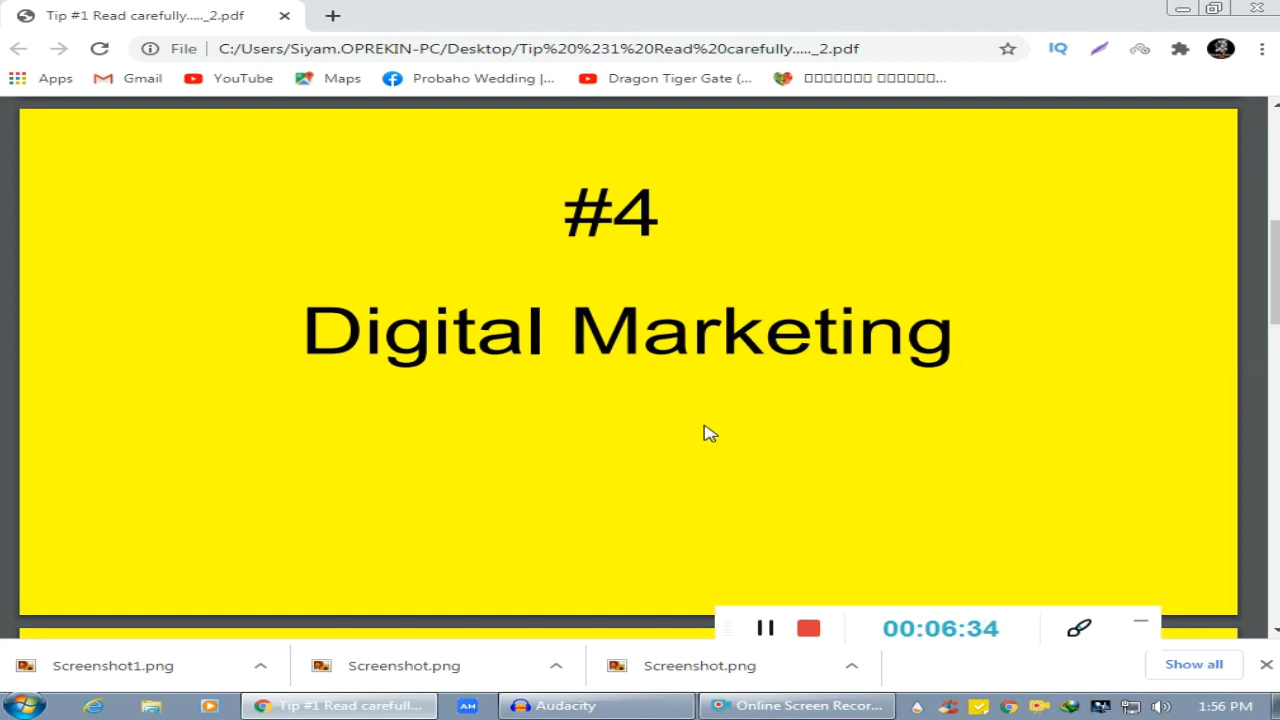 Tip #1 Read carefully....._2.pdf
File
C:/Users/Siyam.OPREKIN-PC/Desktop/Tip%20%231%20Read%20carefully....._2.pdf
IQ
Apps
Gmail
YouTube
Maps
Probaho Wedding |...
Dragon Tiger Gate (...
#4
Digital Marketing
00:06:34
Screenshot1.png
Screenshot.png
Screenshot.png
Show all
Tip #1 Read carefull...
AM
Audacity
Online Screen Recor...
1:56 PM